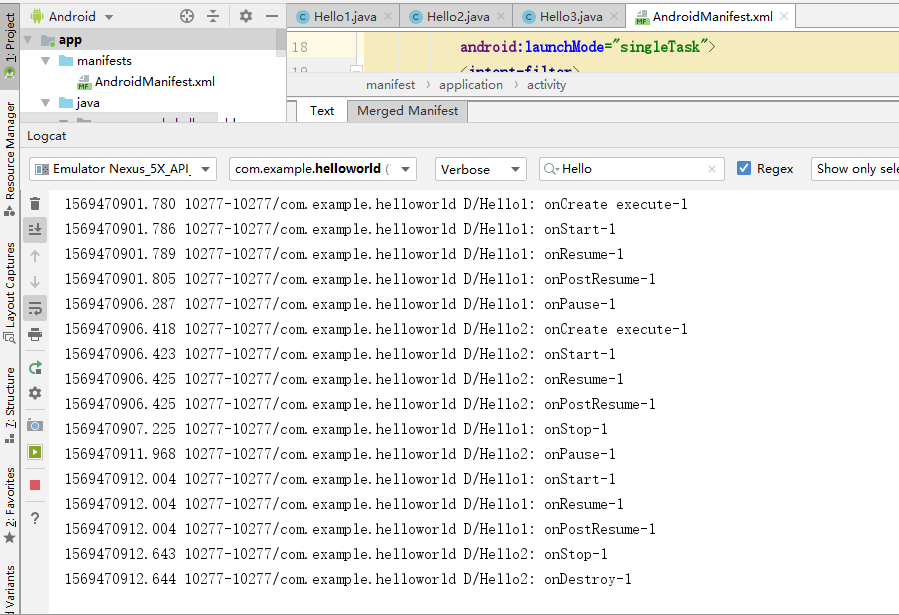 Android
Hello1.java
Hello2.java
Hello3.java
AndroidManifest.xml
1: Project
app
manifests
AndroidManifest.xml
java
18
android:launchMode="singleTask">
19
<intent-filter>
manifest › application › activity
Text
Merged Manifest
Resource Manager
Layout Captures
7: Structure
2: Favorites
Variants
Logcat
Emulator Nexus_5X_API_
com.example.helloworld (
Verbose
Hello
Regex
Show only sele
1569470901.780 10277-10277/com.example.helloworld D/Hello1: onCreate execute-1
1569470901.786 10277-10277/com.example.helloworld D/Hello1: onStart-1
1569470901.789 10277-10277/com.example.helloworld D/Hello1: onResume-1
1569470901.805 10277-10277/com.example.helloworld D/Hello1: onPostResume-1
1569470906.287 10277-10277/com.example.helloworld D/Hello1: onPause-1
1569470906.418 10277-10277/com.example.helloworld D/Hello2: onCreate execute-1
1569470906.423 10277-10277/com.example.helloworld D/Hello2: onStart-1
1569470906.425 10277-10277/com.example.helloworld D/Hello2: onResume-1
1569470906.425 10277-10277/com.example.helloworld D/Hello2: onPostResume-1
1569470907.225 10277-10277/com.example.helloworld D/Hello1: onStop-1
1569470911.968 10277-10277/com.example.helloworld D/Hello2: onPause-1
1569470912.004 10277-10277/com.example.helloworld D/Hello1: onStart-1
1569470912.004 10277-10277/com.example.helloworld D/Hello1: onResume-1
1569470912.004 10277-10277/com.example.helloworld D/Hello1: onPostResume-1
1569470912.643 10277-10277/com.example.helloworld D/Hello2: onStop-1
1569470912.644 10277-10277/com.example.helloworld D/Hello2: onDestroy-1